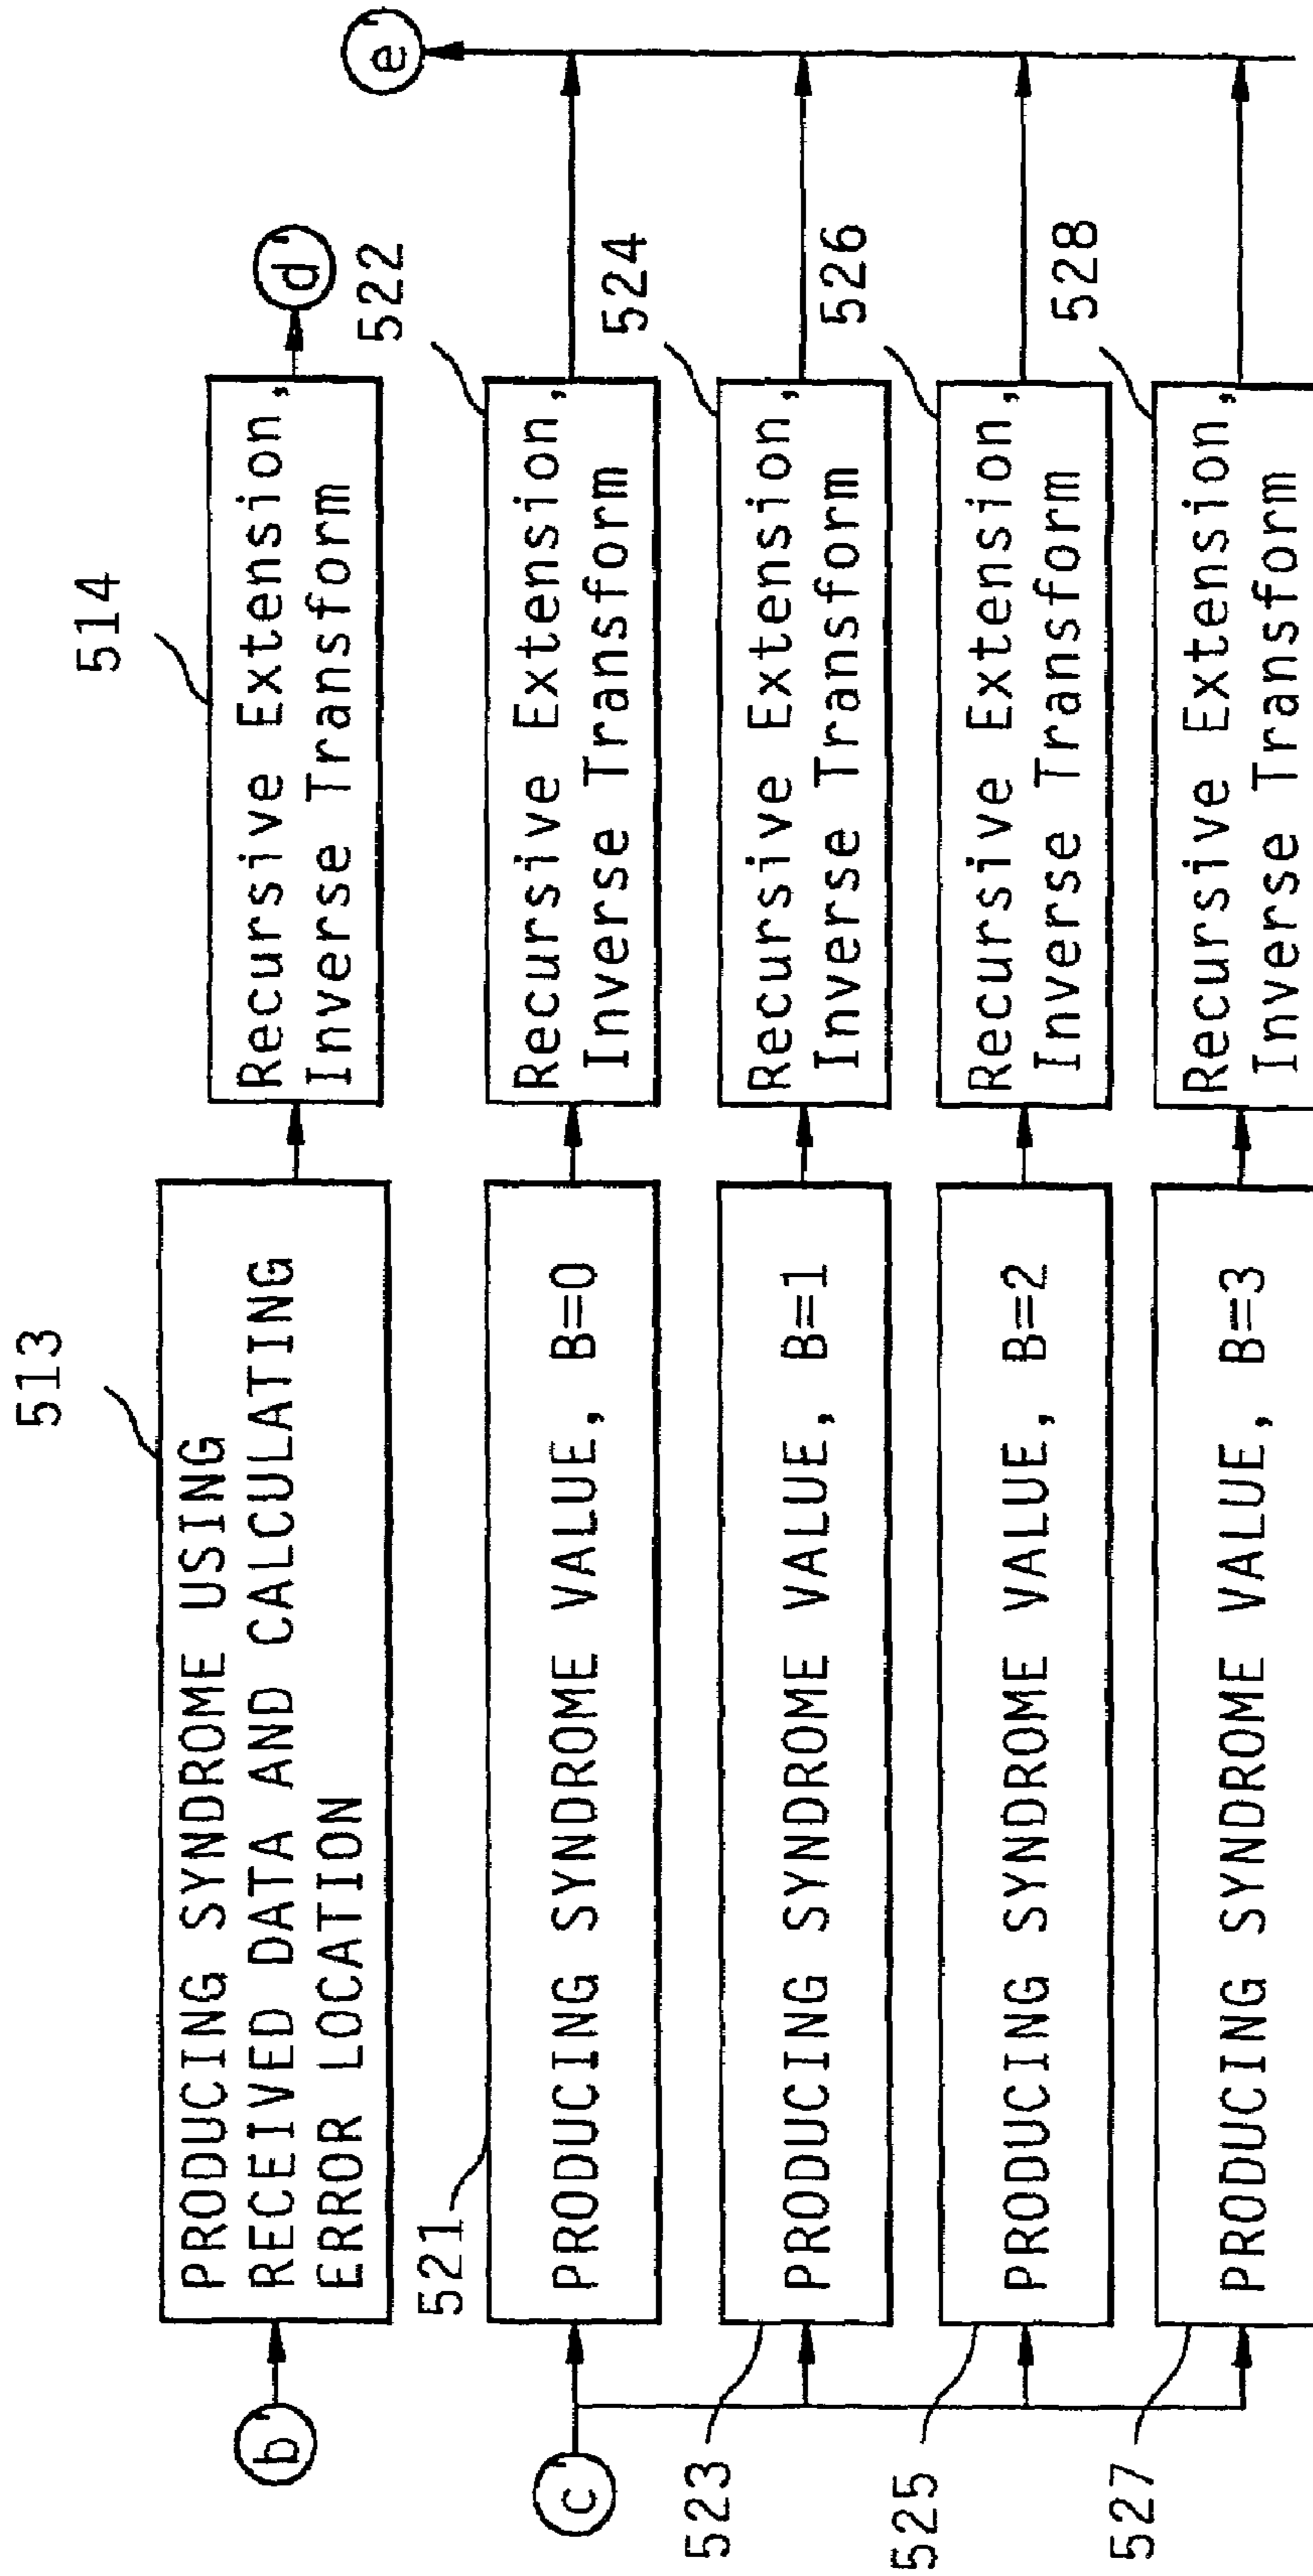 513
514
b'
PRODUCING SYNDROME USING
RECEIVED DATA AND CALCULATING
ERROR LOCATION
Recursive Extension,
Inverse Transform
d'
c'
521
PRODUCING SYNDROME VALUE, B=0
522
Recursive Extension,
Inverse Transform
e'
523
PRODUCING SYNDROME VALUE, B=1
524
Recursive Extension,
Inverse Transform
525
PRODUCING SYNDROME VALUE, B=2
526
Recursive Extension,
Inverse Transform
527
PRODUCING SYNDROME VALUE, B=3
528
Recursive Extension,
Inverse Transform